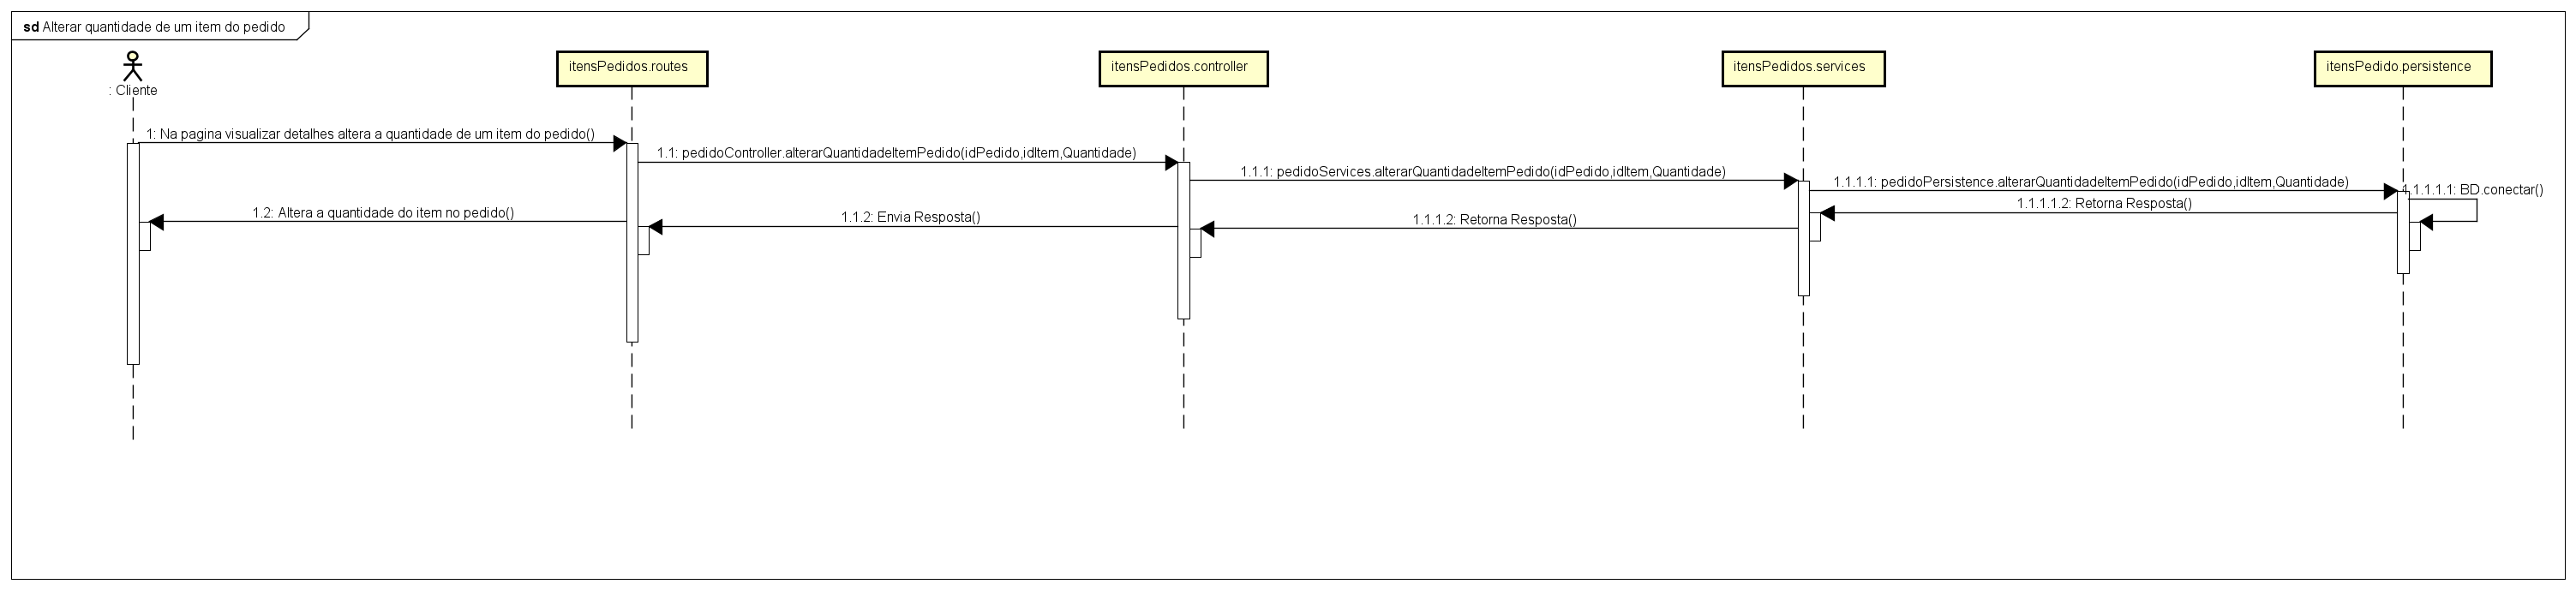 sd Alterar quantidade de um item do pedido
: Cliente
itensPedidos.routes
itensPedidos.controller
itensPedidos.services
itensPedido.persistence
1: Na pagina visualizar detalhes altera a quantidade de um item do pedido()
1.1: pedidoController.alterarQuantidadeItemPedido(idPedido,idItem,Quantidade)
1.1.1: pedidoServices.alterarQuantidadeItemPedido(idPedido,idItem,Quantidade)
1.1.1.1: pedidoPersistence.alterarQuantidadeItemPedido(idPedido,idItem,Quantidade)
1.1.1.1.1: BD.conectar()
1.1.1.1.2: Retorna Resposta()
1.1.1.2: Retorna Resposta()
1.1.2: Envia Resposta()
1.2: Altera a quantidade do item no pedido()